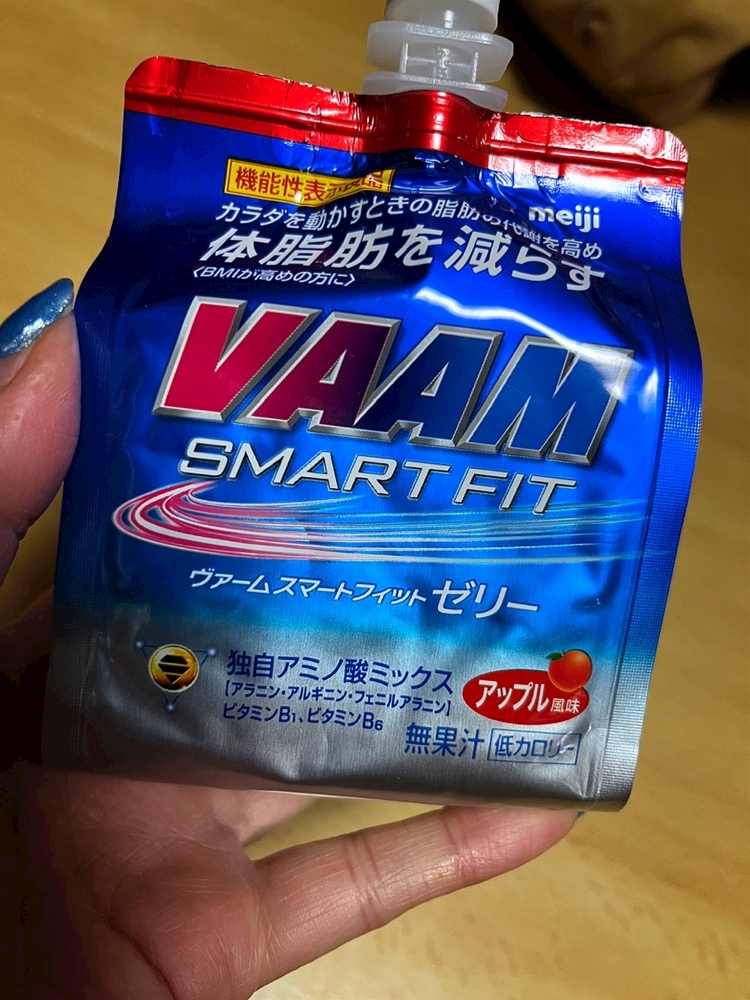 機能性表示食品
meiji
カラダを動かすときの脂肪の代謝を高め
体脂肪を減らす
〈BMIが高めの方に〉
VAAM
SMART FIT
ヴァームスマートフィットゼリー
独自アミノ酸ミックス
【アラニン・アルギニン・フェニルアラニン】
ビタミンB₁、ビタミンB₆
アップル風味
無果汁 低カロリー